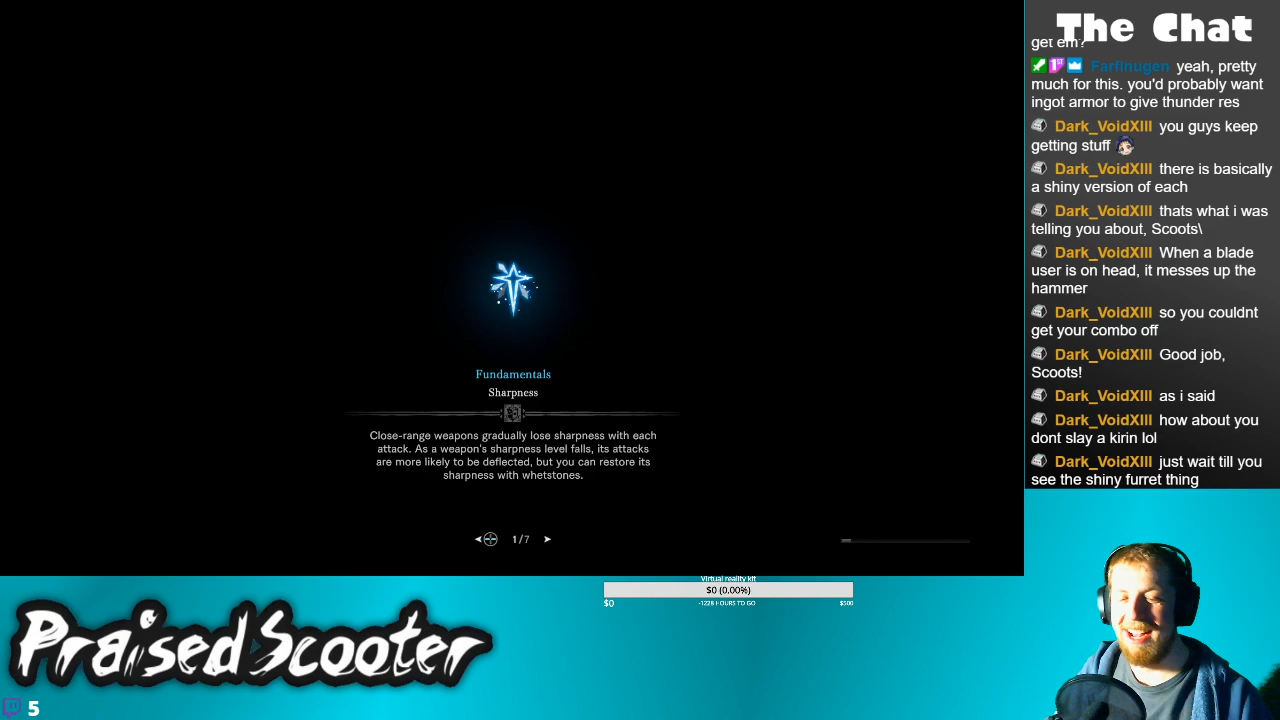 The Chat
get em?
Farfinugen yeah, pretty
much for this. you'd probably want
ingot armor to give thunder res
Dark_VoidXIII you guys keep
getting stuff
Dark_VoidXIII there is basically
a shiny version of each
Dark_VoidXIII thats what i was
telling you about, Scoots\
Dark_VoidXIII When a blade
user is on head, it messes up the
hammer
Dark_VoidXIII so you couldnt
get your combo off
Dark_VoidXIII Good job,
Scoots!
Dark_VoidXIII as i said
Dark_VoidXIII how about you
dont slay a kirin lol
Dark_VoidXIII just wait till you
see the shiny furret thing
Fundamentals
Sharpness
Close-range weapons gradually lose sharpness with each
attack. As a weapon's sharpness level falls, its attacks
are more likely to be deflected, but you can restore its
sharpness with whetstones.
1/7
Virtual reality kit
$0 (0.00%)
$0 -1228 HOURS TO GO $500
PraisedScooter
5